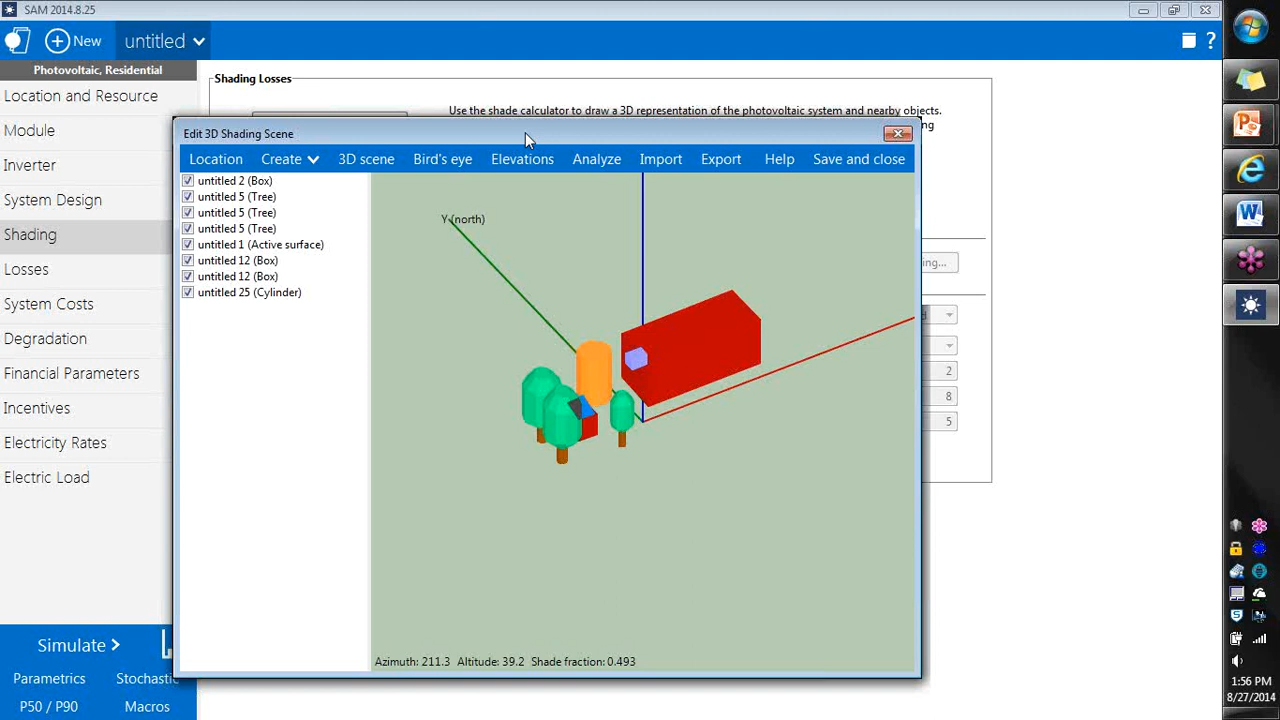 SAM 2014.8.25
New
untitled
?
Photovoltaic, Residential
Location and Resource
Module
Inverter
System Design
Shading
Losses
System Costs
Degradation
Financial Parameters
Incentives
Electricity Rates
Electric Load
Simulate >
Parametrics
Stochastic
P50 / P90
Macros
Shading Losses
Use the shade calculator to draw a 3D representation of the photovoltaic system and nearby objects.
Edit 3D Shading Scene
Location
Create
3D scene
Bird's eye
Elevations
Analyze
Import
Export
Help
Save and close
untitled 2 (Box)
untitled 5 (Tree)
untitled 5 (Tree)
untitled 5 (Tree)
untitled 1 (Active surface)
untitled 12 (Box)
untitled 12 (Box)
untitled 25 (Cylinder)
Y (north)
Azimuth: 211.3 Altitude: 39.2 Shade fraction: 0.493
ing...
d
2
8
5
1:56 PM
8/27/2014